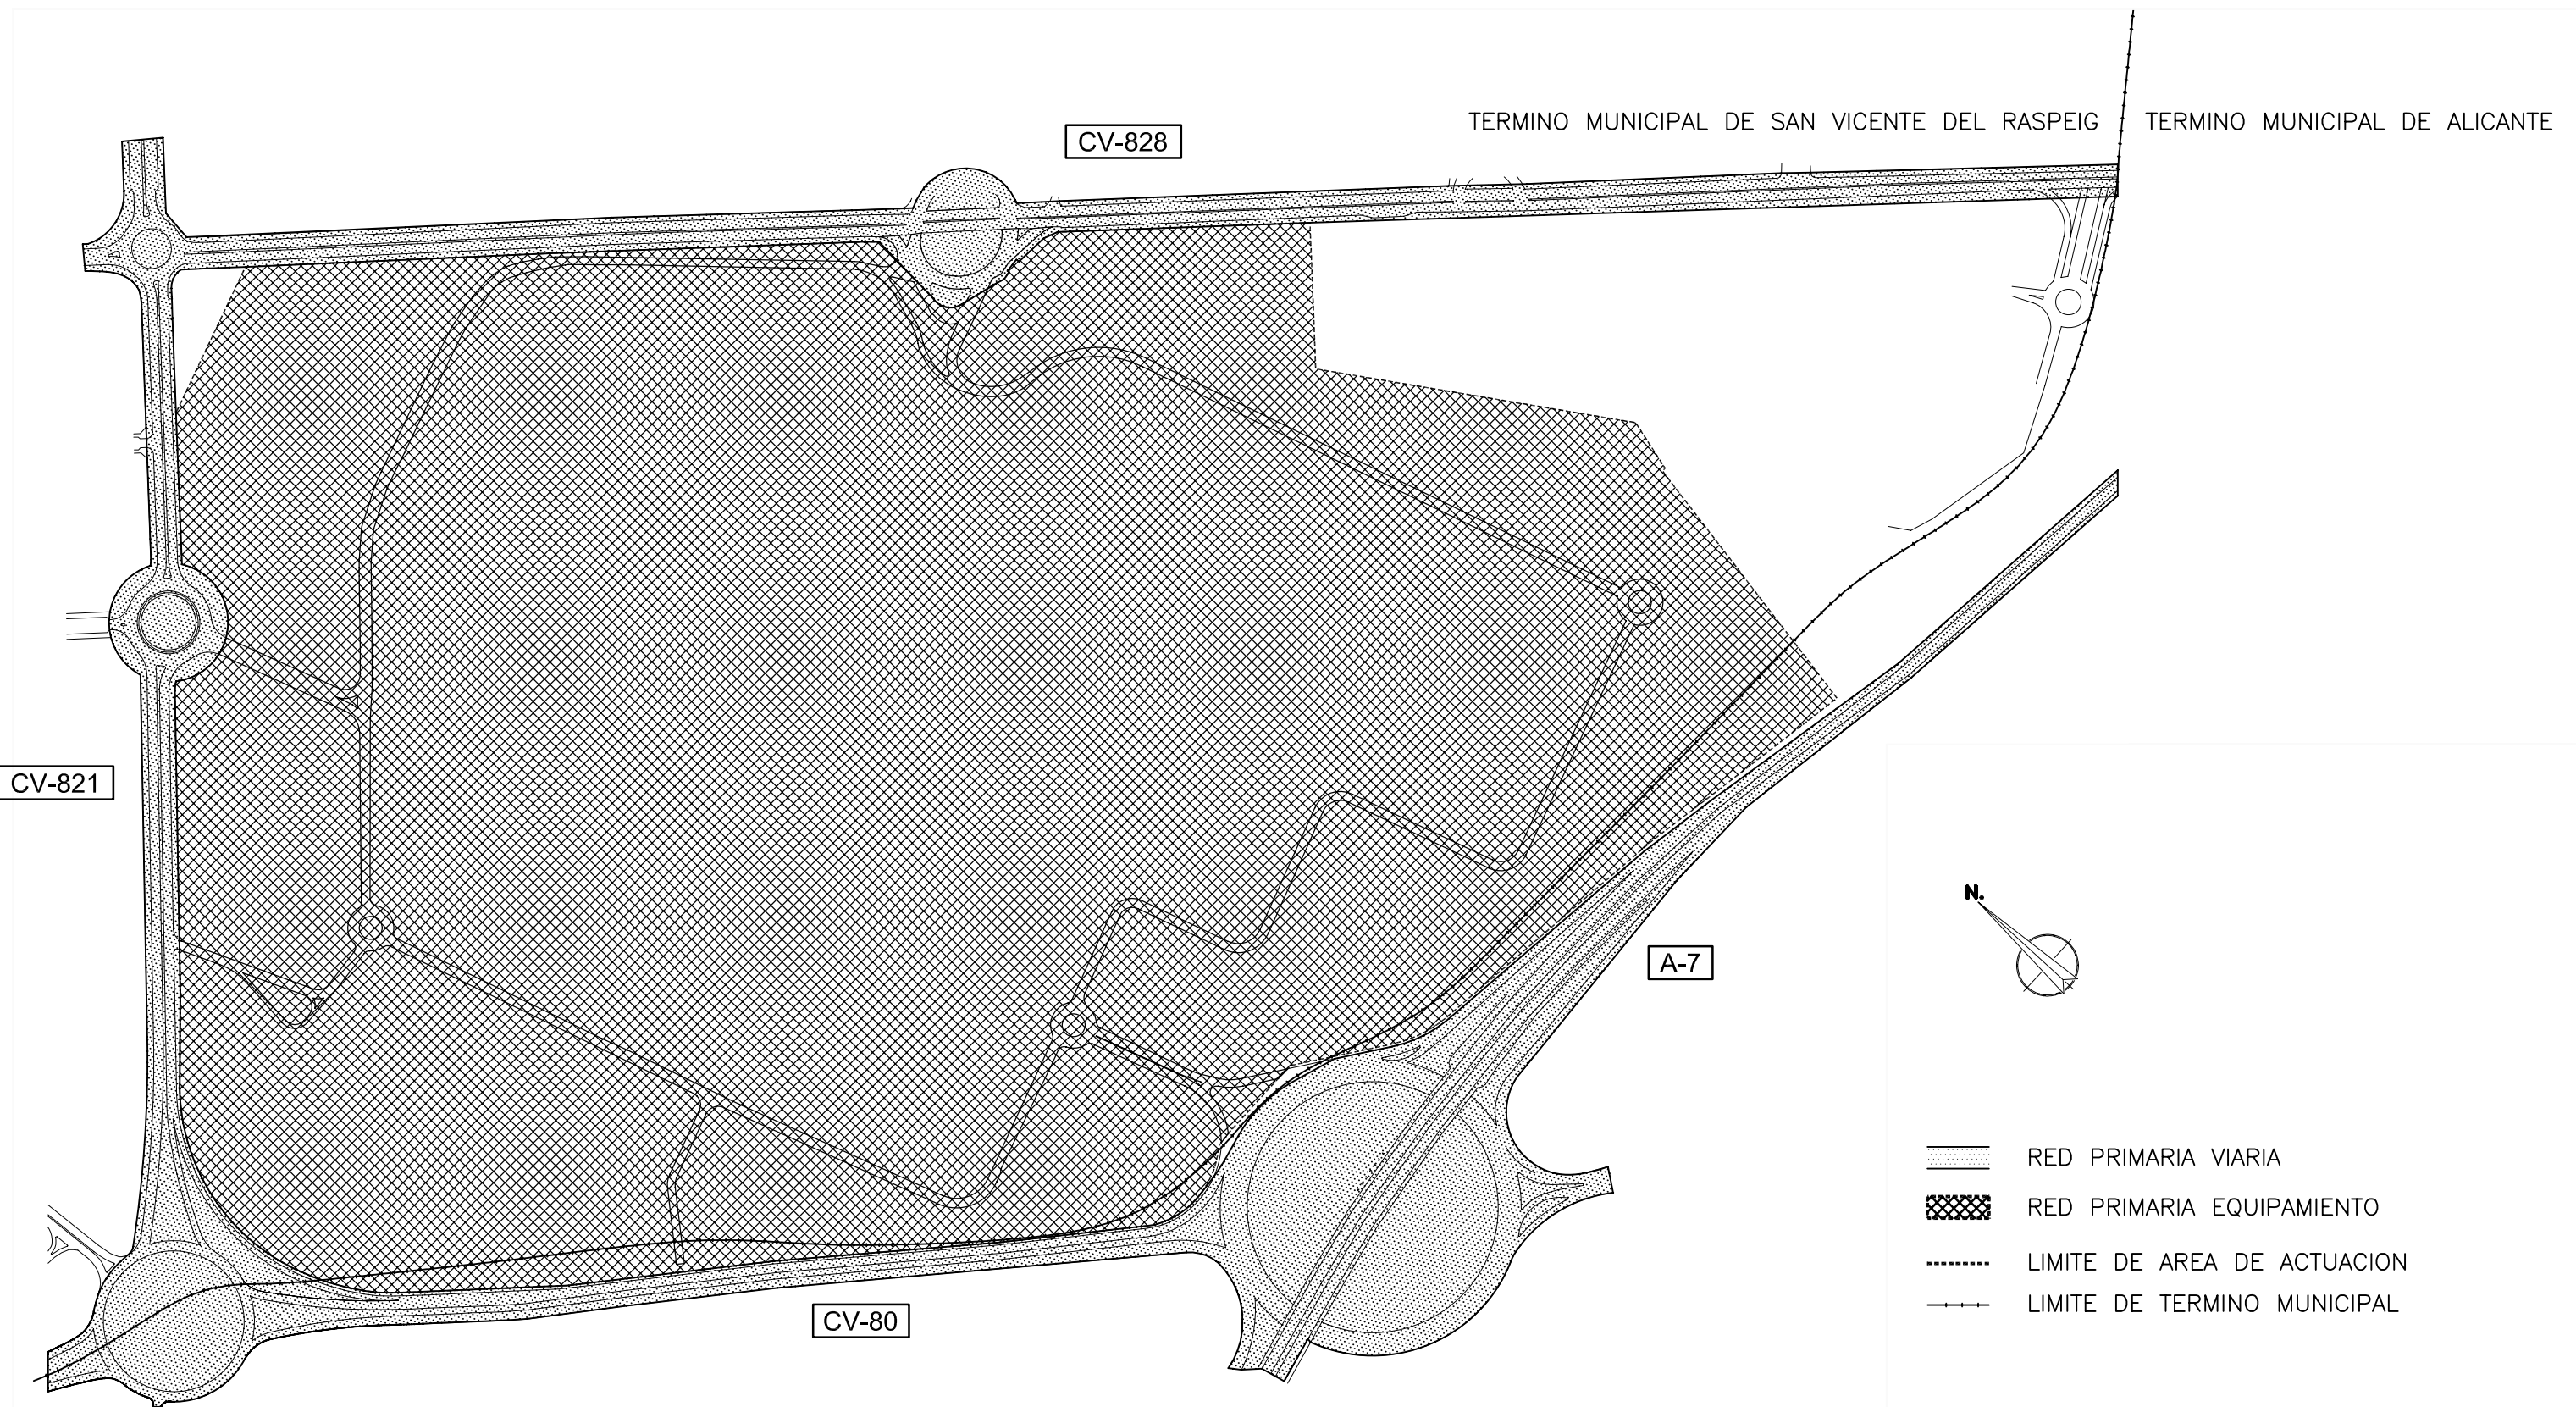 TERMINO MUNICIPAL DE SAN VICENTE DEL RASPEIG
TERMINO MUNICIPAL DE ALICANTE
CV-828
CV-821
N.
A-7
RED PRIMARIA VIARIA
RED PRIMARIA EQUIPAMIENTO
LIMITE DE AREA DE ACTUACION
LIMITE DE TERMINO MUNICIPAL
CV-80